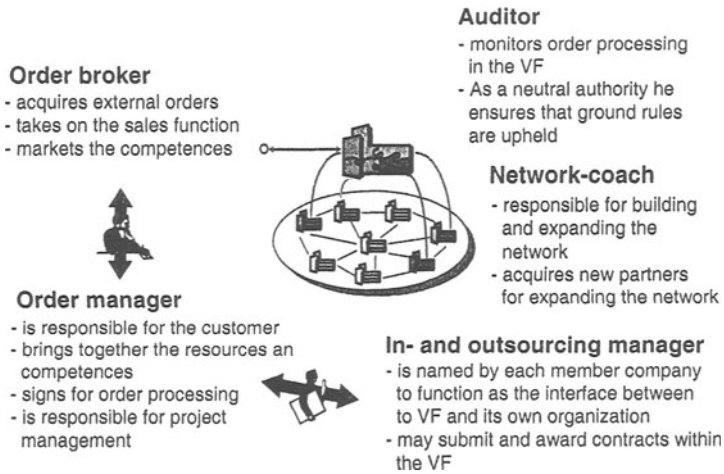 Auditor
- monitors order processing
in the VF
- As a neutral authority he
ensures that ground rules
are upheld
Order broker
- acquires external orders
- takes on the sales function
- markets the competences
Network-coach
- responsible for building
and expanding the
network
- acquires new partners
for expanding the network
Order manager
- is responsible for the customer
- brings together the resources an
competences
- signs for order processing
- is responsible for project
management
In- and outsourcing manager
- is named by each member company
to function as the interface between
to VF and its own organization
- may submit and award contracts within
the VF